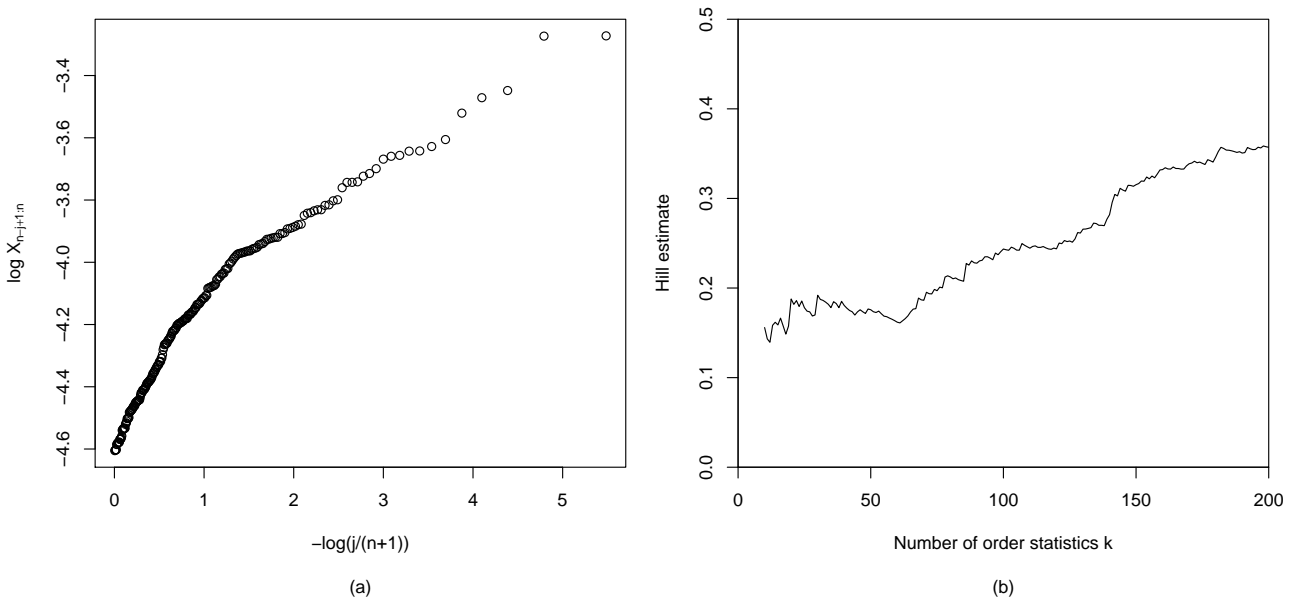 log X_{n−j+1:n}
−3.4
−3.6
−3.8
−4.0
−4.2
−4.4
−4.6
0 1 2 3 4 5
−log(j/(n+1))
(a)
Hill estimate
0.5
0.4
0.3
0.2
0.1
0.0
0 50 100 150 200
Number of order statistics k
(b)